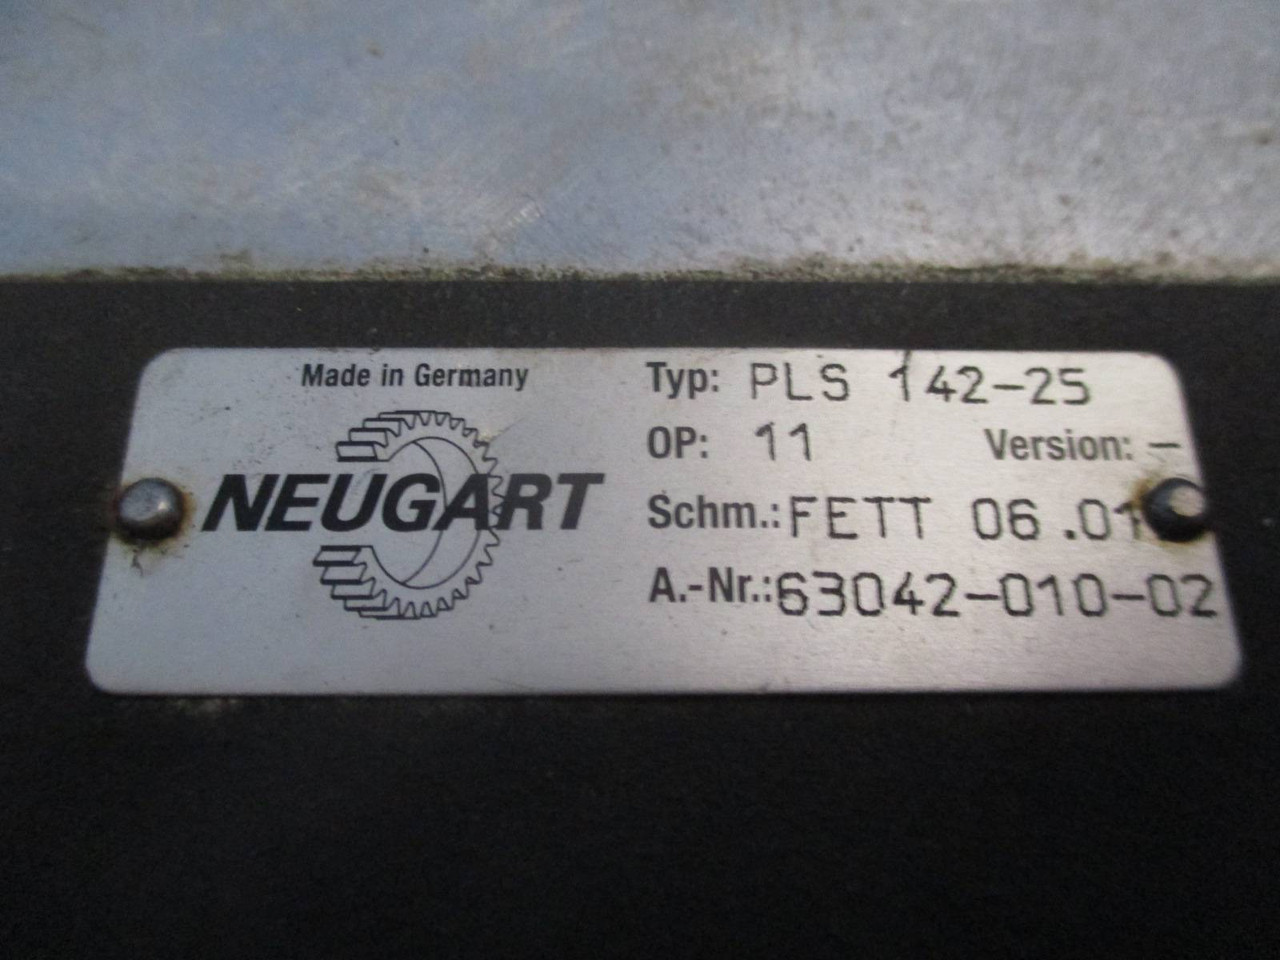 Made in Germany
NEUGART
Typ: PLS 142-25
OP: 11 Version: –
Schm.: FETT 06.01
A.-Nr.: 63042-010-02